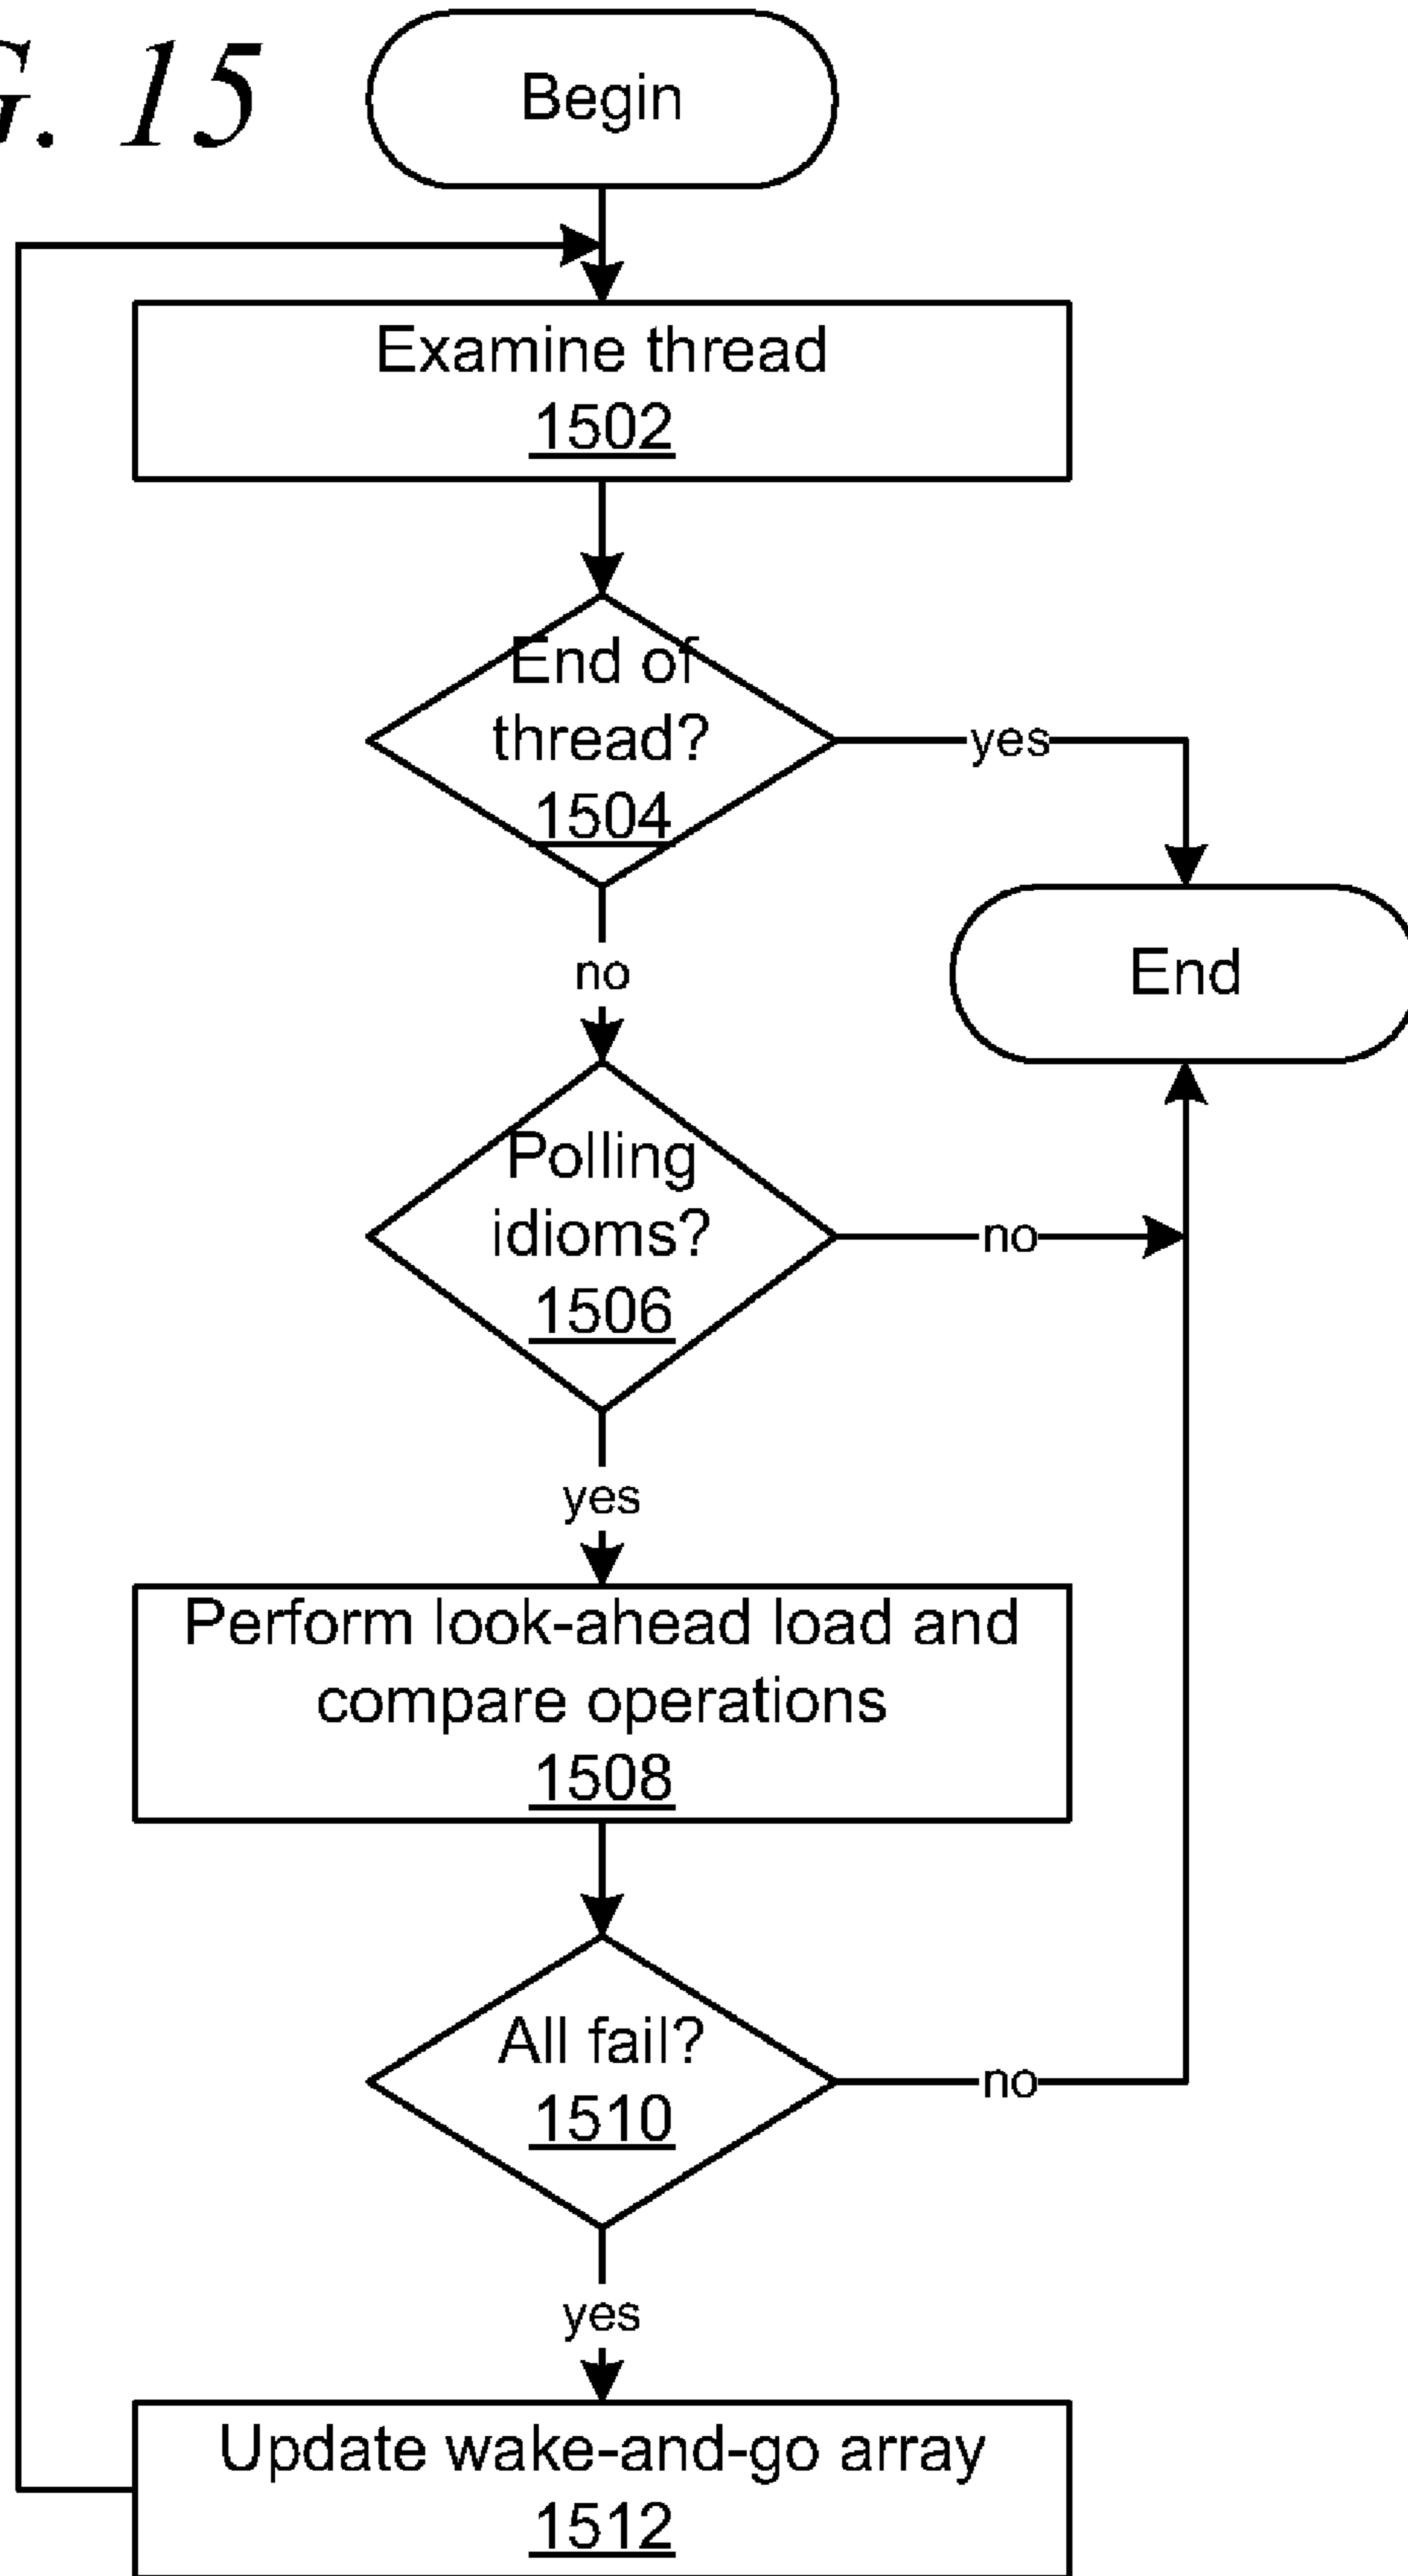 G. 15
Begin
Examine thread
1502
End of
thread?
1504
yes
no
End
Polling
idioms?
1506
no
yes
Perform look-ahead load and
compare operations
1508
All fail?
1510
no
yes
Update wake-and-go array
1512